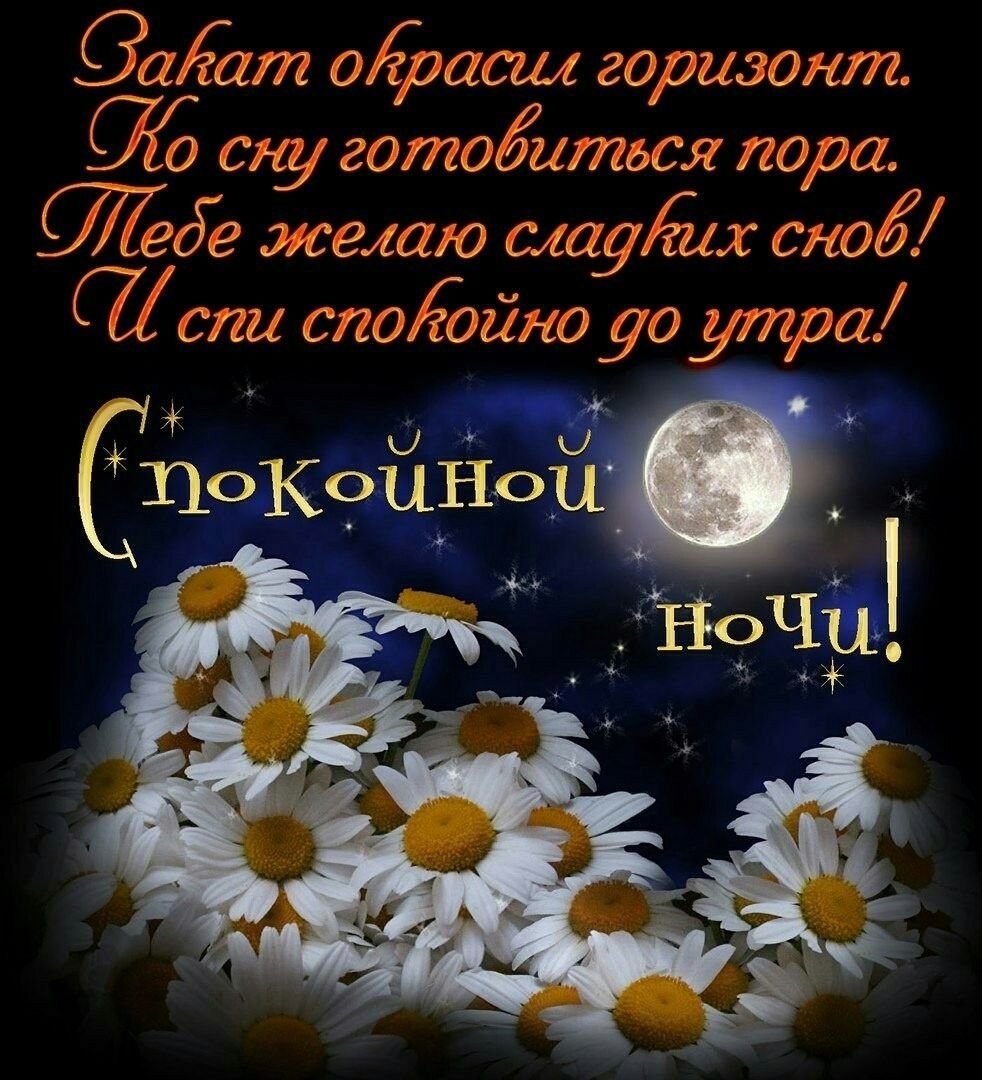 Закат окрасил горизонт.
Ко сну готовиться пора.
Тебе желаю сладких снов!
И спи спокойно до утра!
Спокойной
ночи!